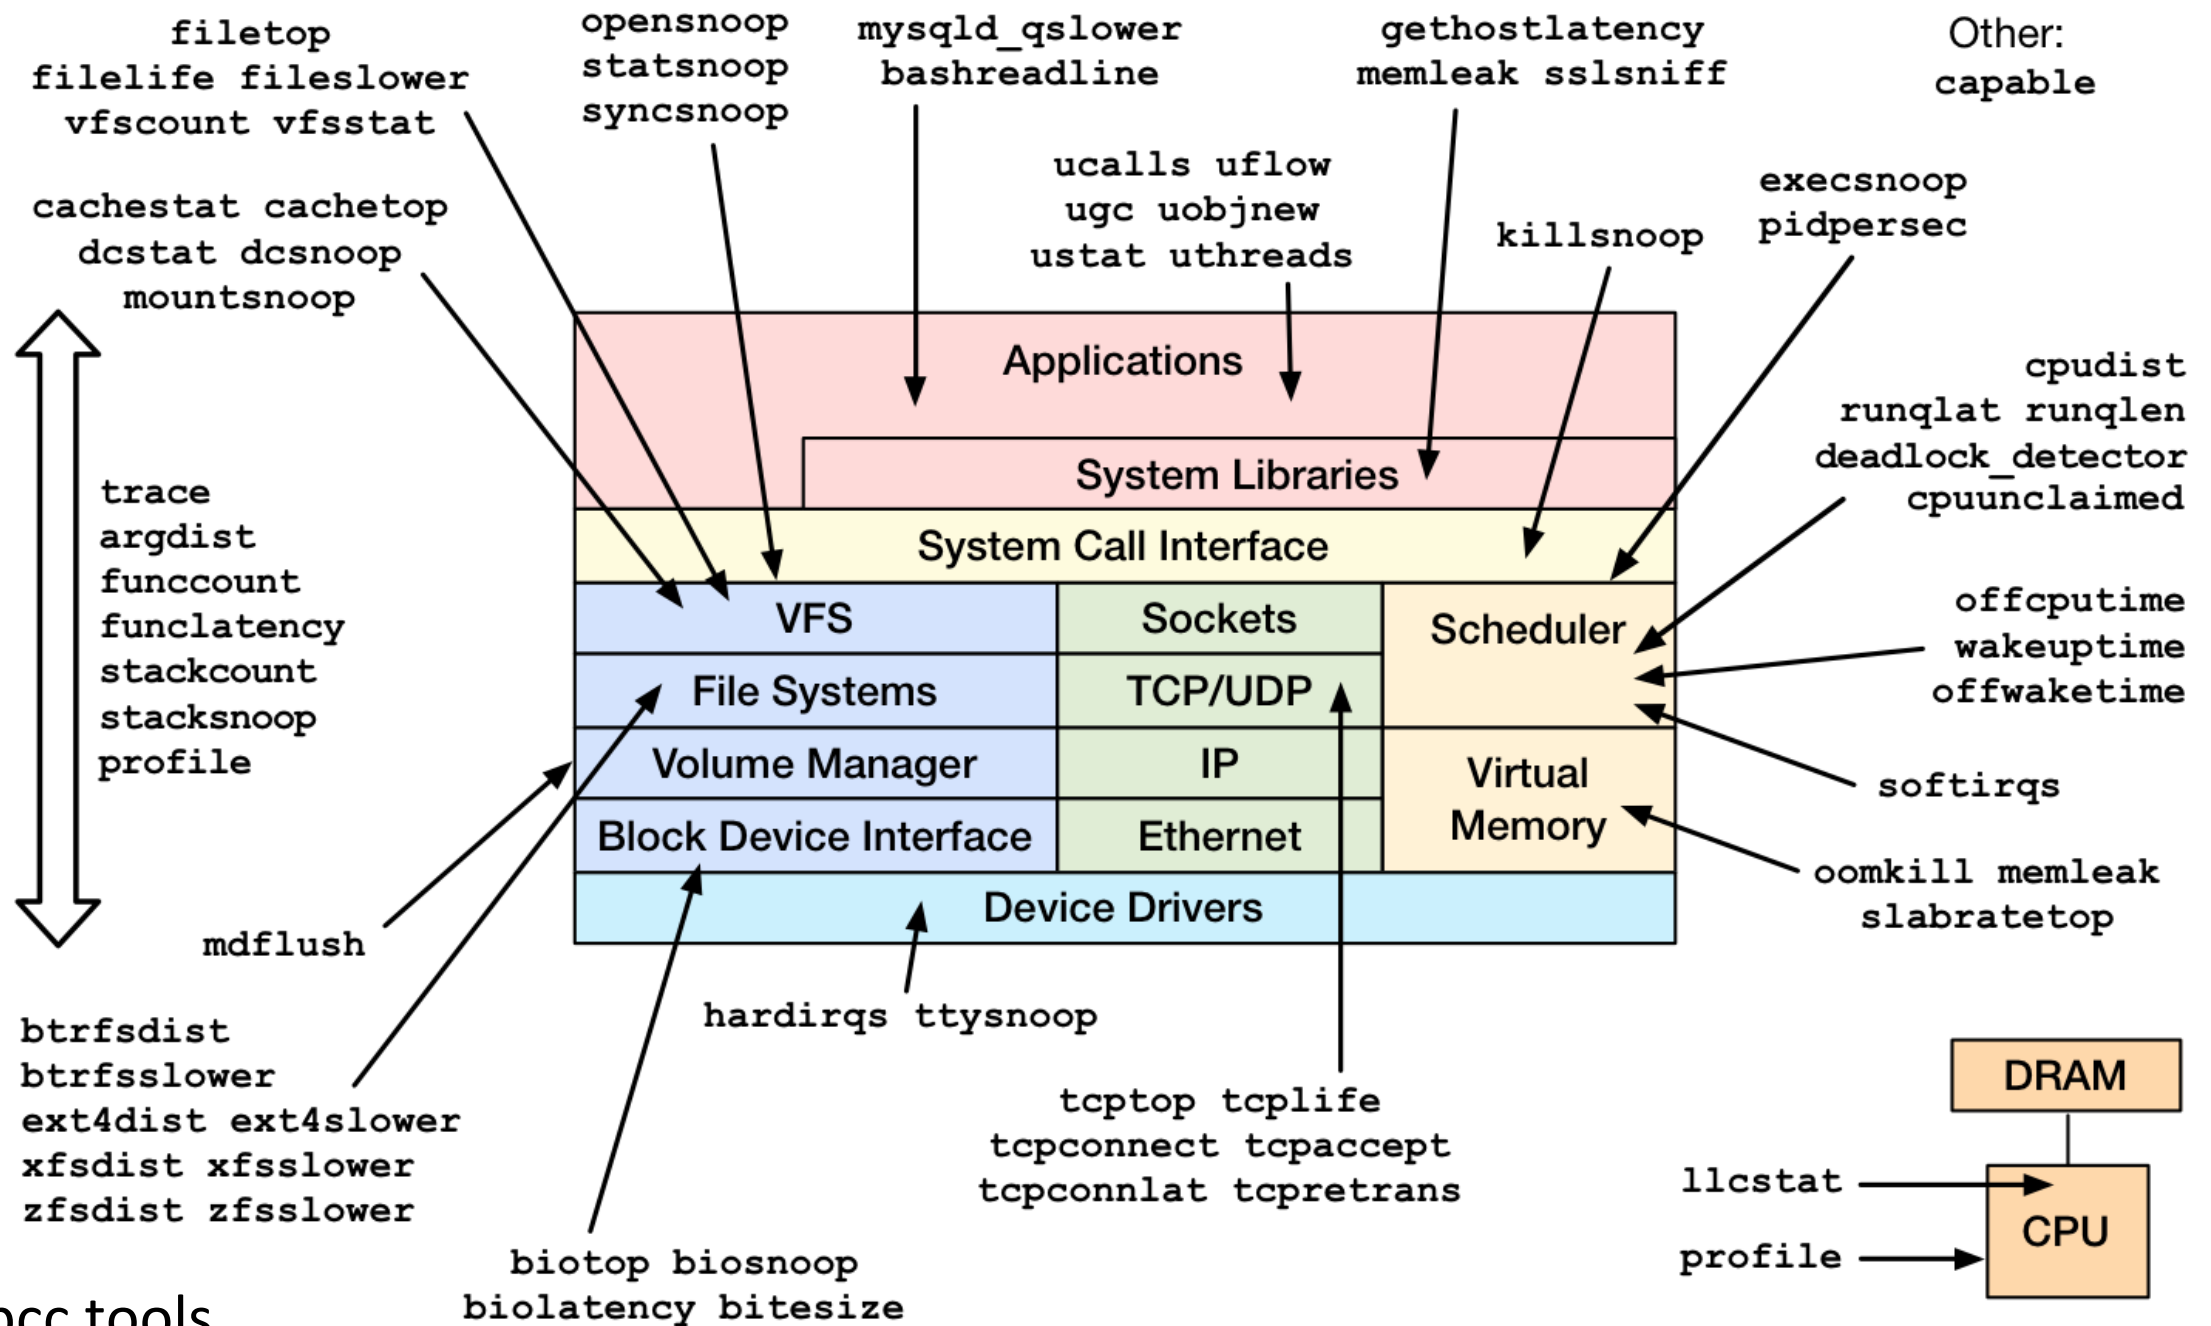 filetop
filelife fileslower
vfscount vfsstat
opensnoop
statsnoop
syncsnoop
mysqld_qslower
bashreadline
gethostlatency
memleak sslsniff
Other:
capable
cachestat cachetop
dcstat dcsnoop
mountsnoop
ucalls uflow
ugc uobjnew
ustat uthreads
killsnoop
execsnoop
pidpersec
Applications
System Libraries
System Call Interface
VFS
Sockets
Scheduler
File Systems
TCP/UDP
Volume Manager
IP
Virtual
Memory
Block Device Interface
Ethernet
Device Drivers
trace
argdist
funccount
funclatency
stackcount
stacksnoop
profile
cpudist
runqlat runqlen
deadlock_detector
cpuunclaimed
offcputime
wakeuptime
offwaketime
softirqs
oomkill memleak
slabratetop
mdflush
btrfsdist
btrfsslower
ext4dist ext4slower
xfsdist xfsslower
zfsdist zfsslower
hardirqs ttysnoop
biotop biosnoop
biolatency bitesize
tcptop tcplife
tcpconnect tcpaccept
tcpconnlat tcpretrans
DRAM
llcstat
CPU
profile
tools